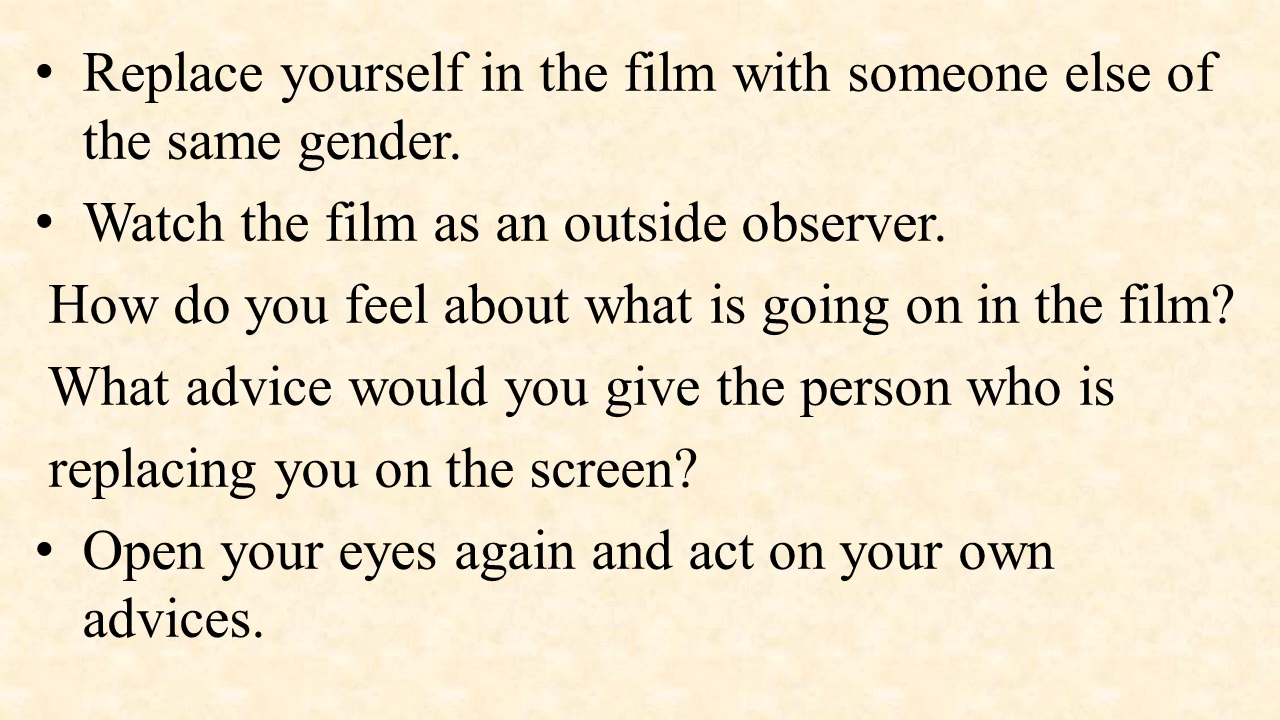 • Replace yourself in the film with someone else of
the same gender.
• Watch the film as an outside observer.
How do you feel about what is going on in the film?
What advice would you give the person who is
replacing you on the screen?
• Open your eyes again and act on your own
advices.